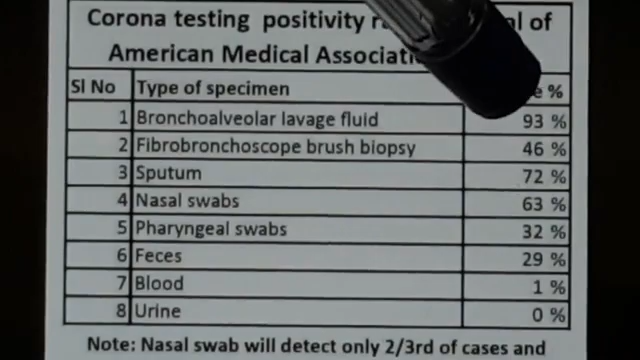 Corona testing positivity of
American Medical
Sl No Type of specimen %
1 Bronchoalveolar lavage fluid 93 %
2 Fibrobronchoscope brush biopsy 46 %
3 Sputum 72 %
4 Nasal swabs 63 %
5 Pharyngeal swabs 32 %
6 Feces 29 %
7 Blood 1 %
8 Urine 0 %
Note: Nasal swab will detect only 2/3rd of cases and